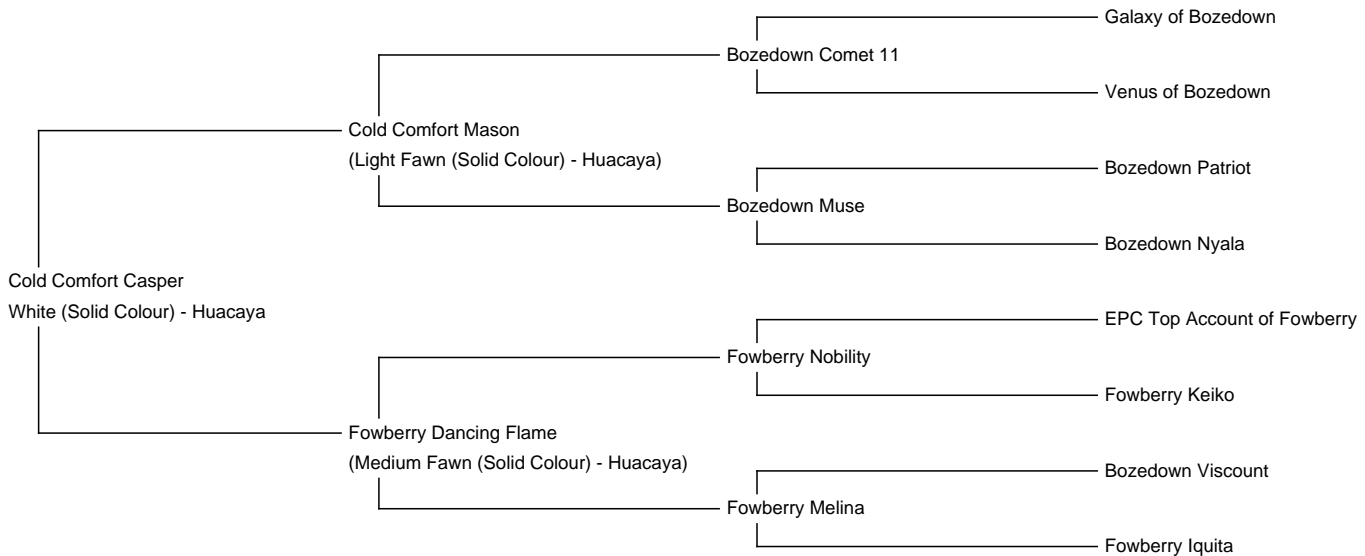 Galaxy of Bozedown
Bozedown Comet 11
Venus of Bozedown
Cold Comfort Mason
(Light Fawn (Solid Colour) - Huacaya)
Bozedown Patriot
Bozedown Muse
Bozedown Nyala
Cold Comfort Casper
White (Solid Colour) - Huacaya
EPC Top Account of Fowberry
Fowberry Nobility
Fowberry Keiko
Fowberry Dancing Flame
(Medium Fawn (Solid Colour) - Huacaya)
Bozedown Viscount
Fowberry Melina
Fowberry Iquita